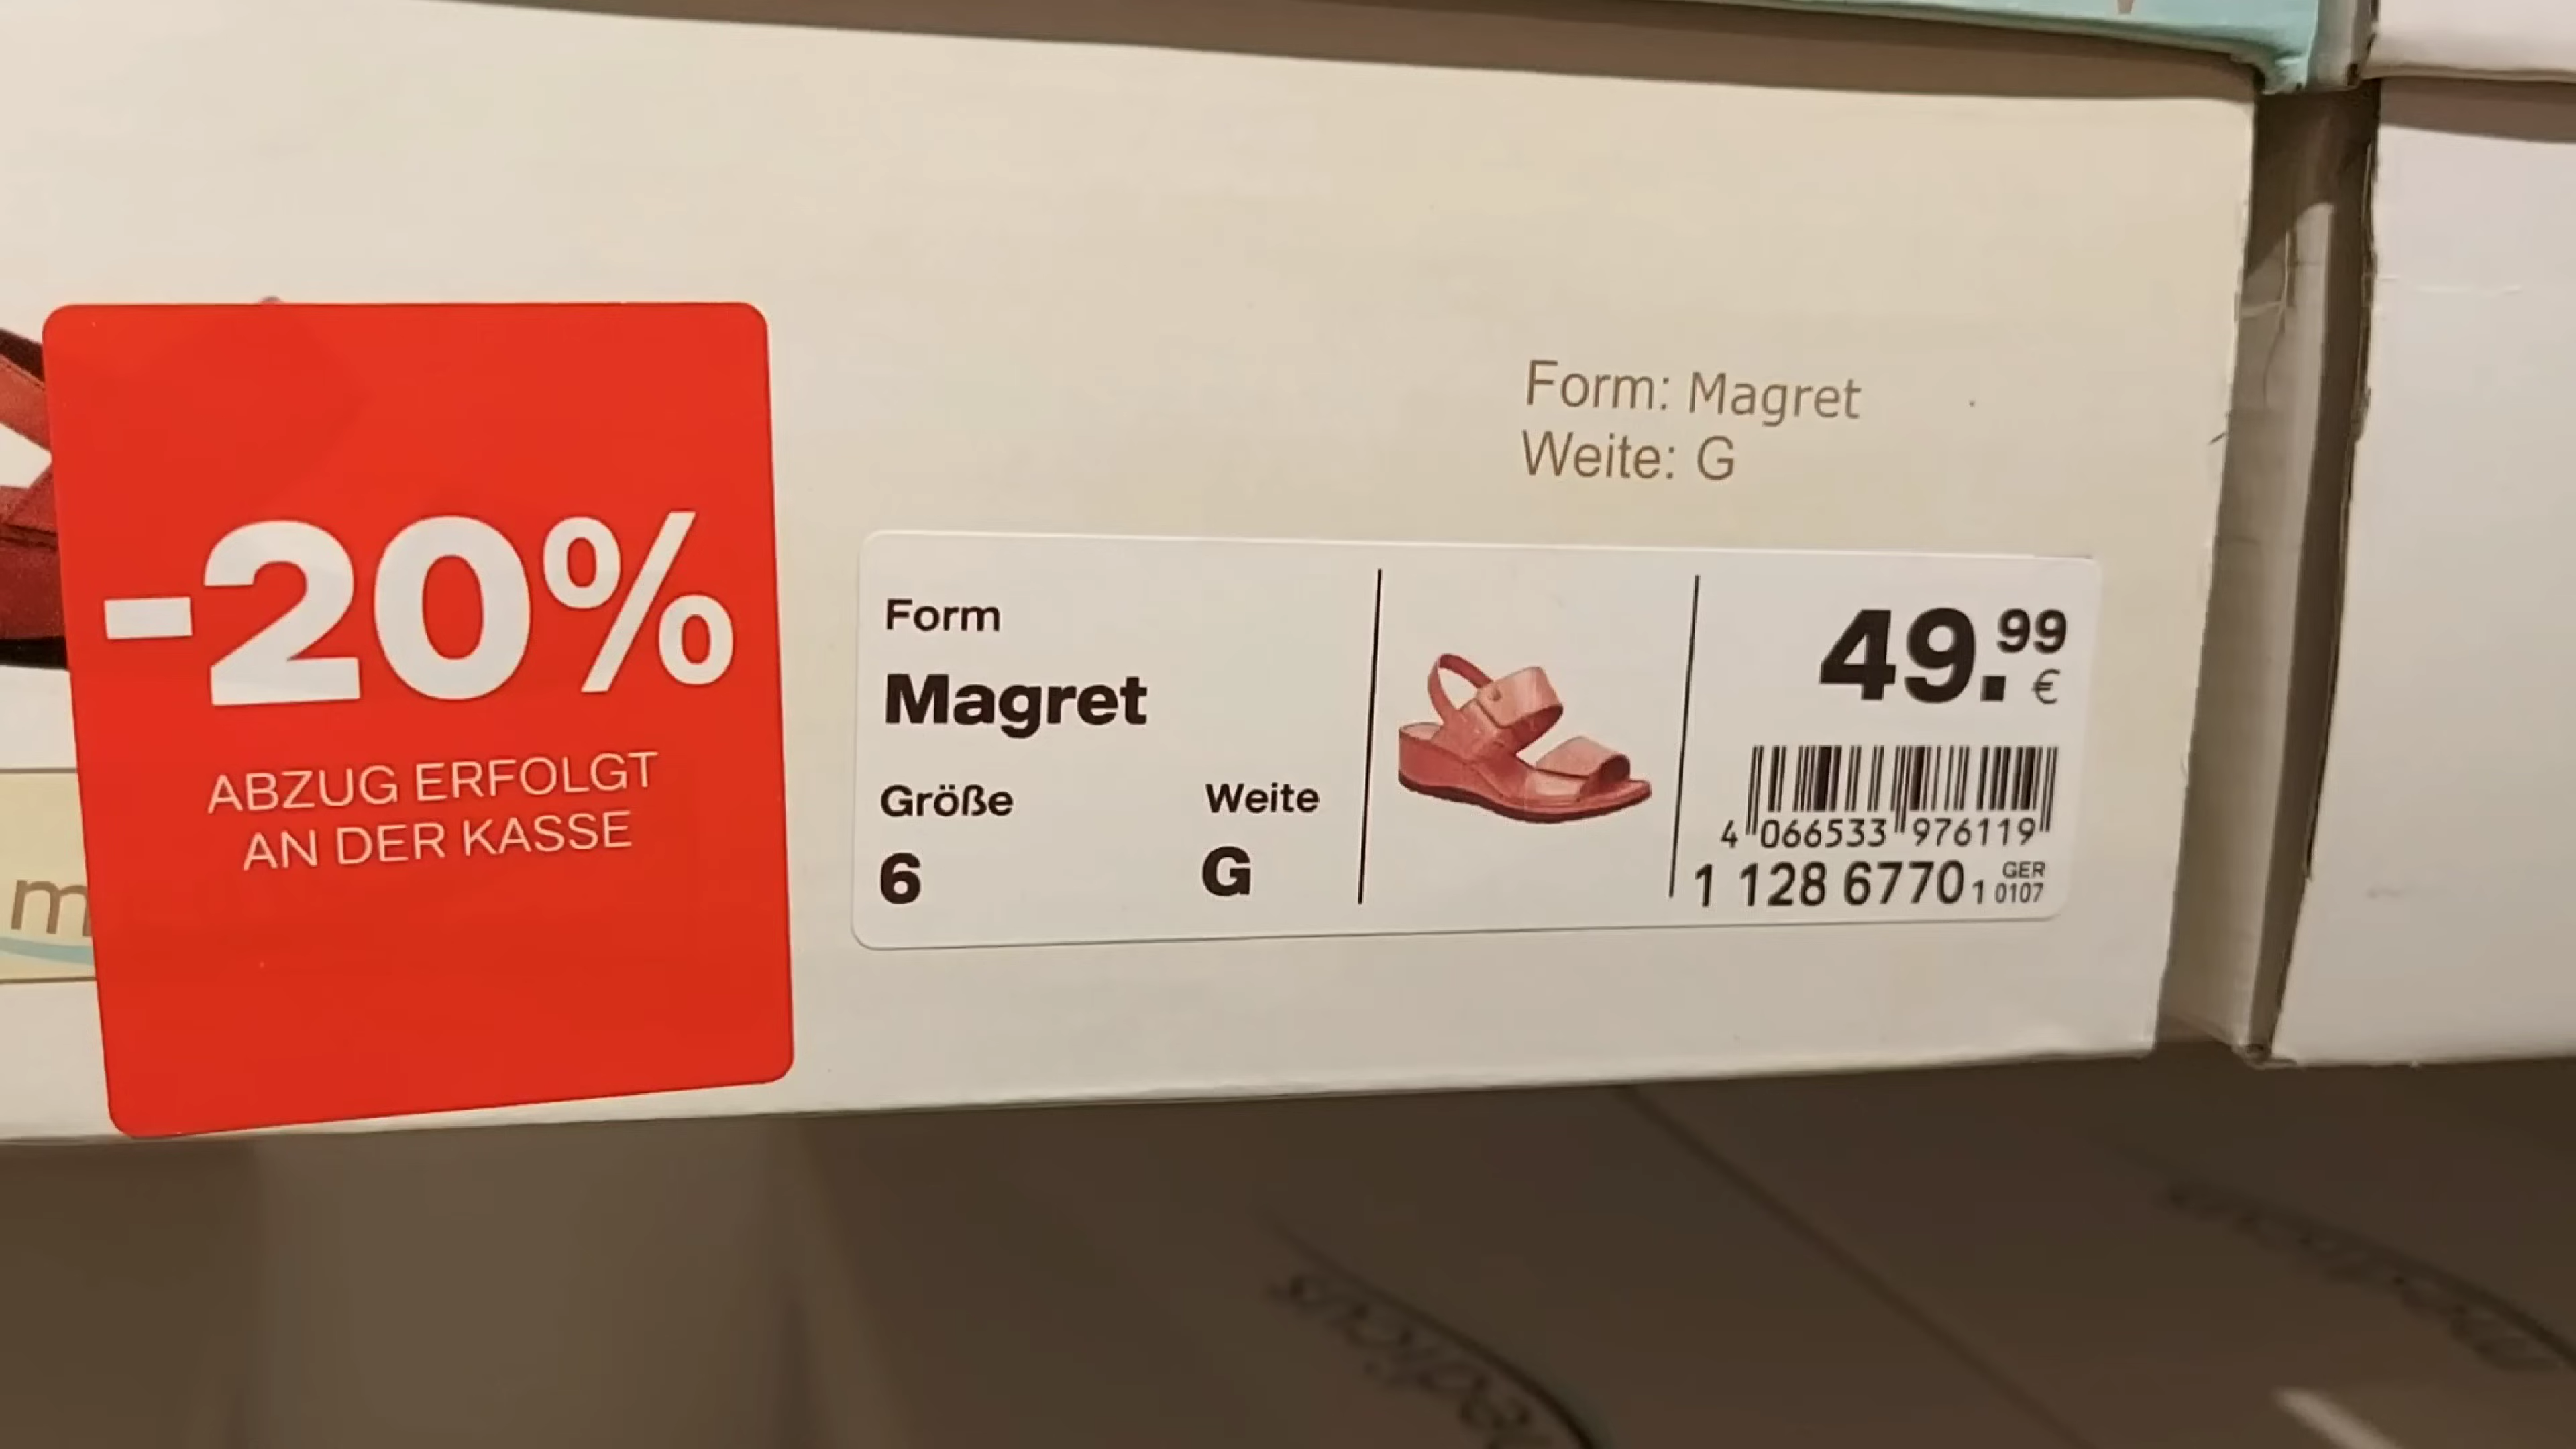 -20%
ABZUG ERFOLGT
AN DER KASSE
Form: Magret
Weite: G
Form
Magret
Größe
Weite
6
G
49.99
€
4 066533 976119
1 128 6770 1 GER 0107
medicus